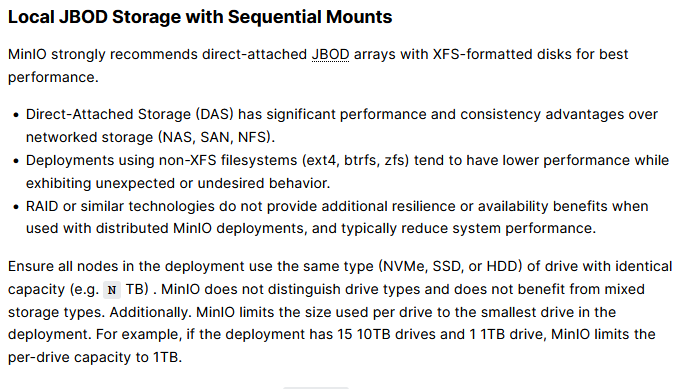 Local JBOD Storage with Sequential Mounts
MinIO strongly recommends direct-attached JBOD arrays with XFS-formatted disks for best
performance.
• Direct-Attached Storage (DAS) has significant performance and consistency advantages over
networked storage (NAS, SAN, NFS).
• Deployments using non-XFS filesystems (ext4, btrfs, zfs) tend to have lower performance while
exhibiting unexpected or undesired behavior.
• RAID or similar technologies do not provide additional resilience or availability benefits when
used with distributed MinIO deployments, and typically reduce system performance.
Ensure all nodes in the deployment use the same type (NVMe, SSD, or HDD) of drive with identical
capacity (e.g. N TB) . MinIO does not distinguish drive types and does not benefit from mixed
storage types. Additionally. MinIO limits the size used per drive to the smallest drive in the
deployment. For example, if the deployment has 15 10TB drives and 1 1TB drive, MinIO limits the
per-drive capacity to 1TB.